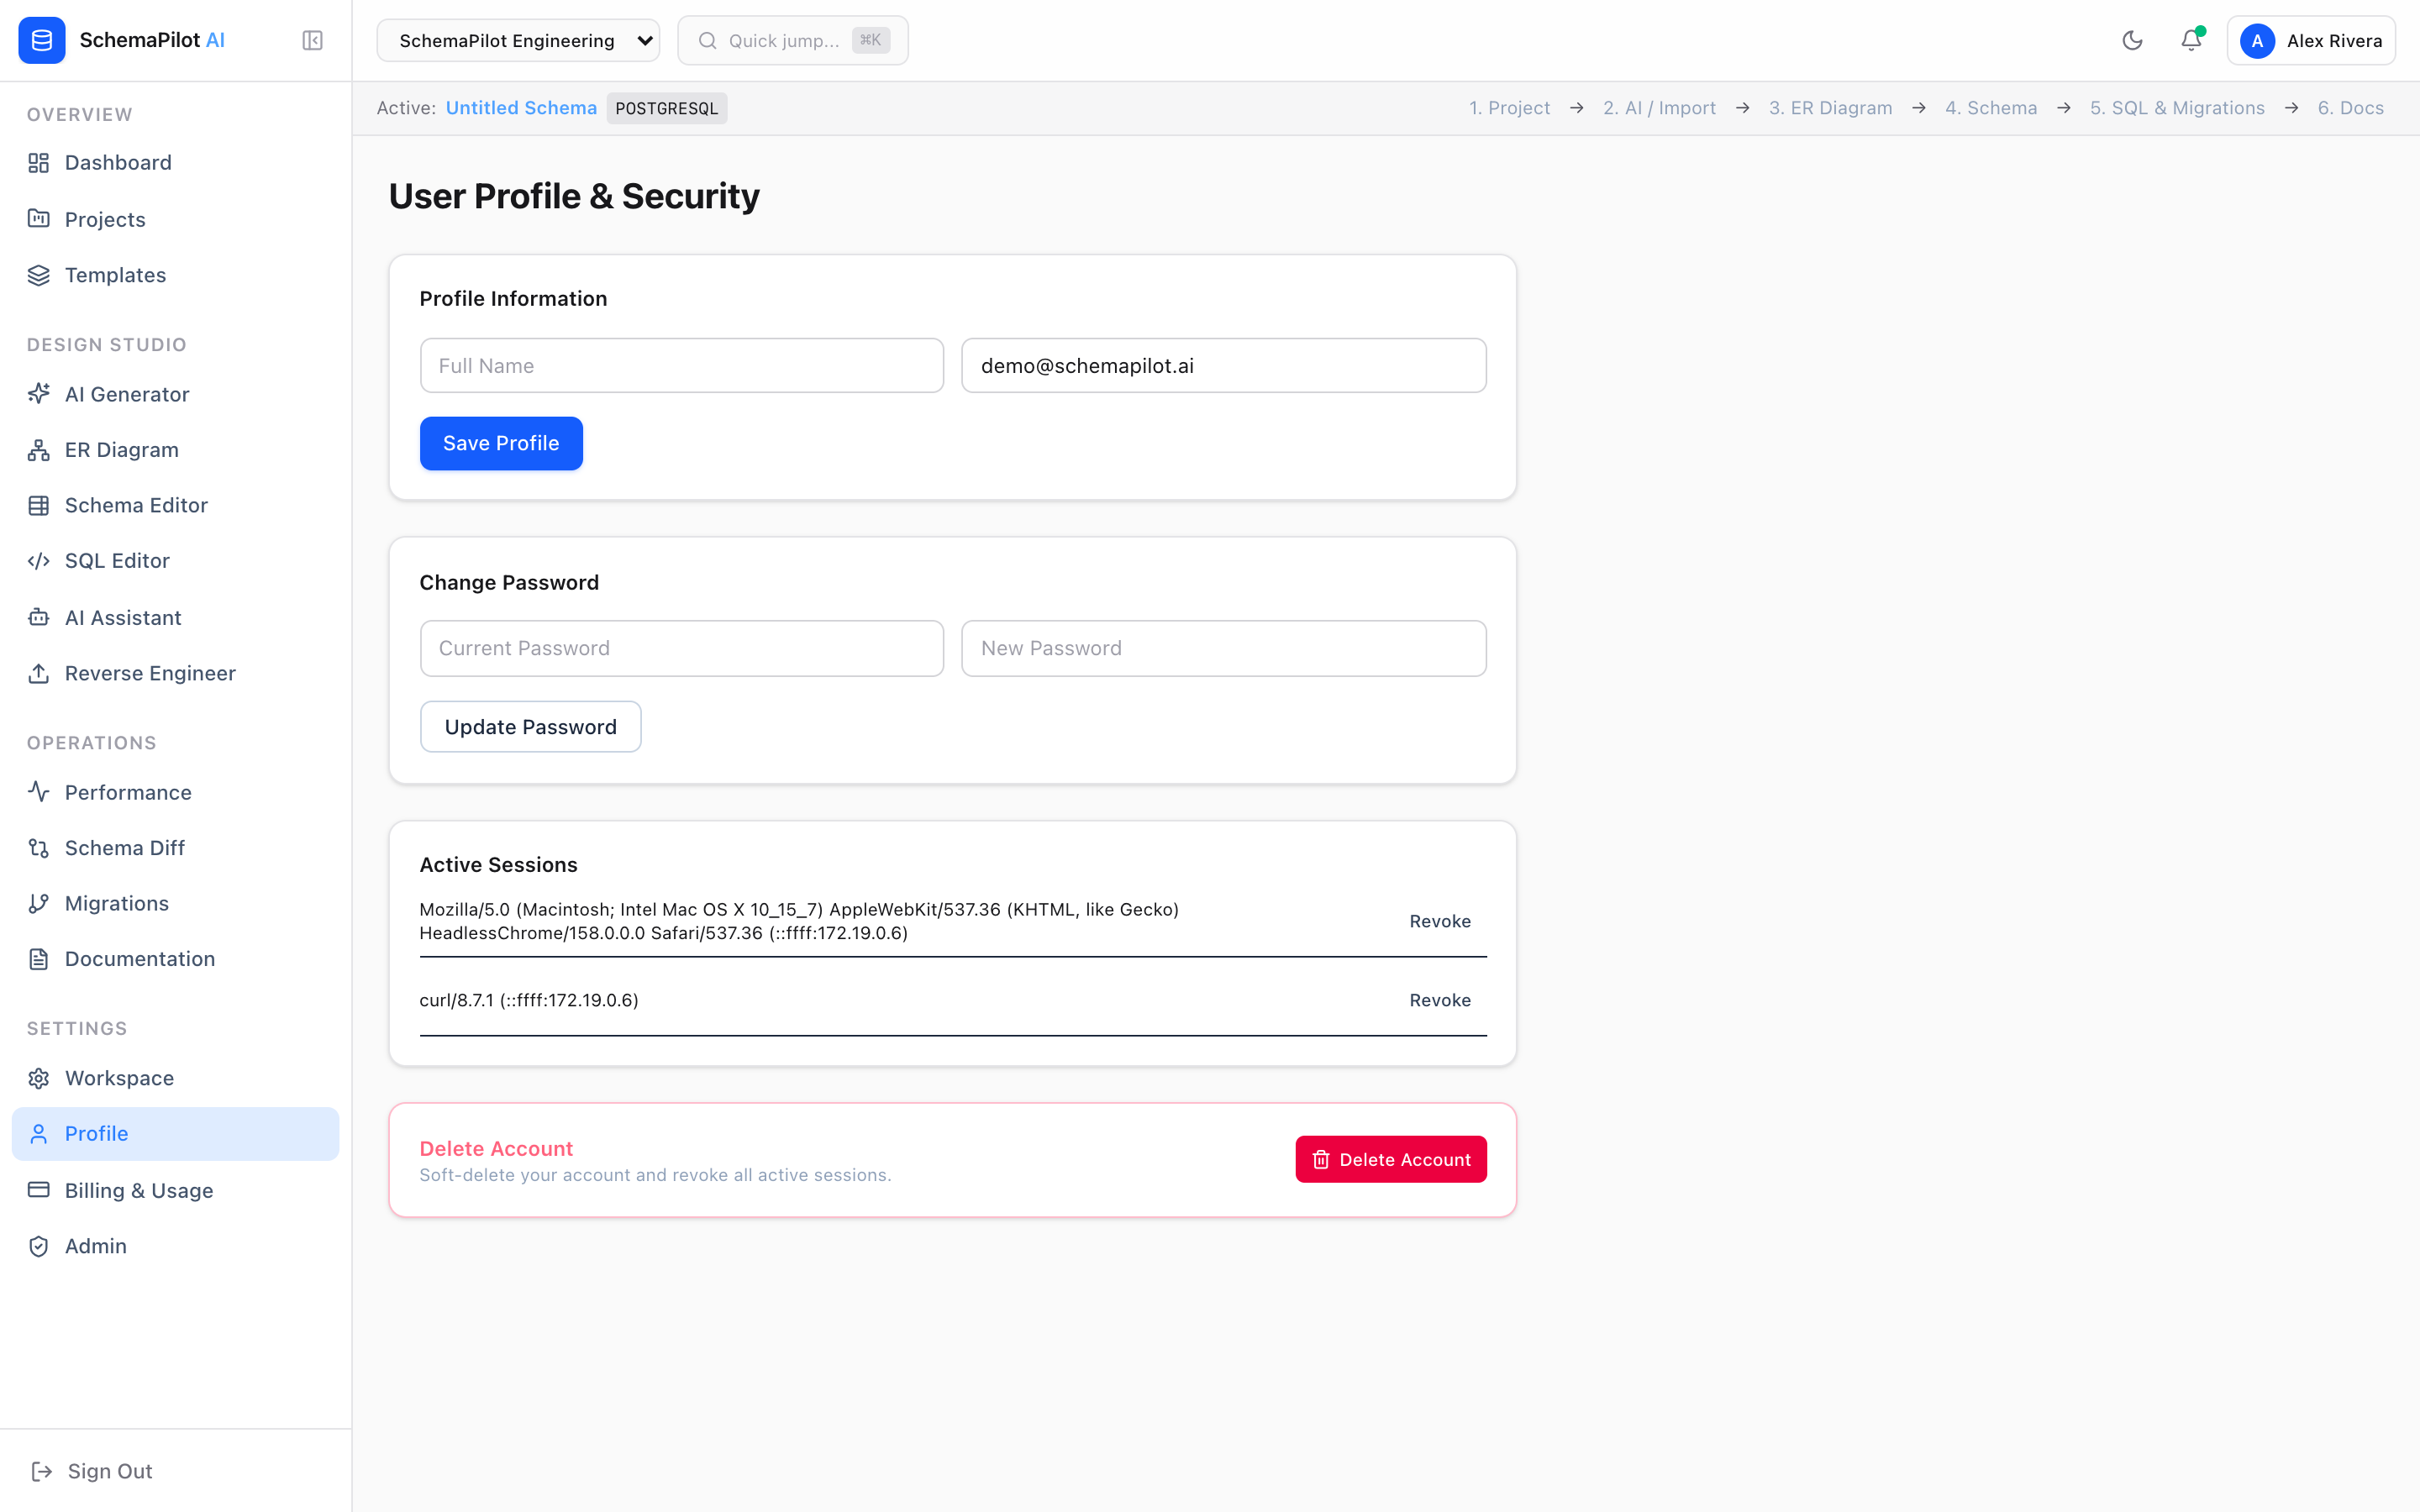 SchemaPilot AI
SchemaPilot Engineering
Quick jump... ⌘K
A Alex Rivera
Active: Untitled Schema POSTGRESQL
1. Project → 2. AI / Import → 3. ER Diagram → 4. Schema → 5. SQL & Migrations → 6. Docs
OVERVIEW
Dashboard
Projects
Templates
DESIGN STUDIO
AI Generator
ER Diagram
Schema Editor
SQL Editor
AI Assistant
Reverse Engineer
OPERATIONS
Performance
Schema Diff
Migrations
Documentation
SETTINGS
Workspace
Profile
Billing & Usage
Admin
Sign Out
User Profile & Security
Profile Information
Full Name
demo@schemapilot.ai
Save Profile
Change Password
Current Password
New Password
Update Password
Active Sessions
Mozilla/5.0 (Macintosh; Intel Mac OS X 10_15_7) AppleWebKit/537.36 (KHTML, like Gecko)
HeadlessChrome/158.0.0.0 Safari/537.36 (::ffff:172.19.0.6)
Revoke
curl/8.7.1 (::ffff:172.19.0.6)
Revoke
Delete Account
Soft-delete your account and revoke all active sessions.
Delete Account